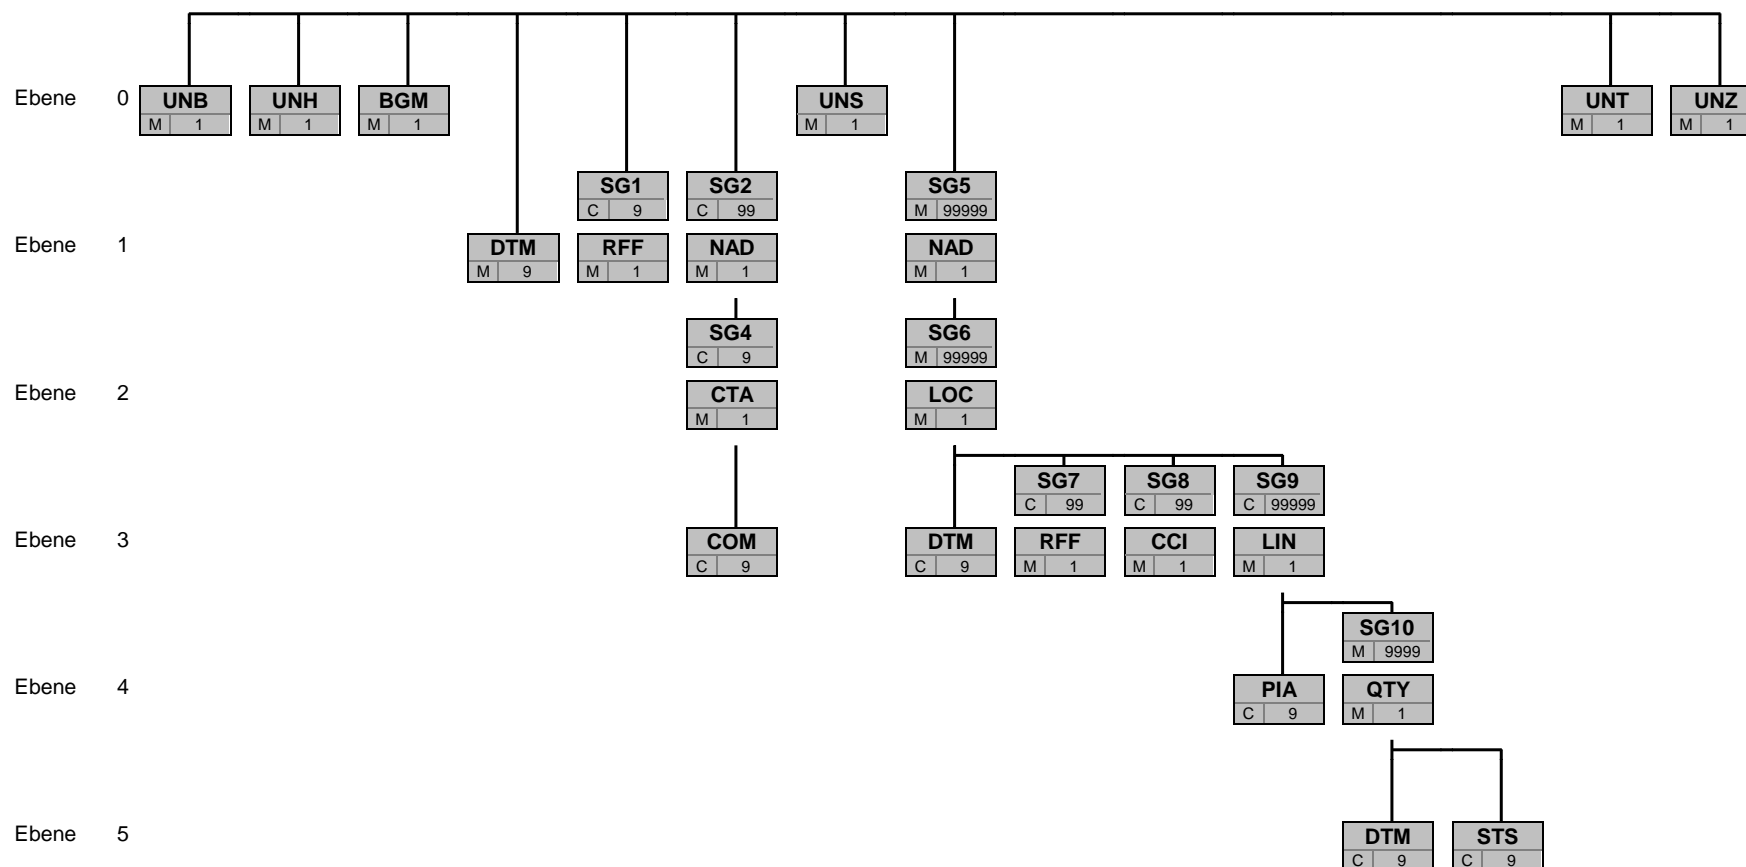 Ebene 0 UNB UNH BGM UNS UNT UNZ
M 1 M 1 M 1 M 1 M 1 M 1
SG1 SG2 SG5
C 9 C 99 M 99999
Ebene 1 DTM RFF NAD NAD
M 9 M 1 M 1 M 1
SG4 SG6
C 9 M 99999
Ebene 2 CTA LOC
M 1 M 1
SG7 SG8 SG9
C 99 C 99 C 99999
Ebene 3 COM DTM RFF CCI LIN
C 9 C 9 M 1 M 1 M 1
SG10
M 9999
Ebene 4 PIA QTY
C 9 M 1
Ebene 5 DTM STS
C 9 C 9